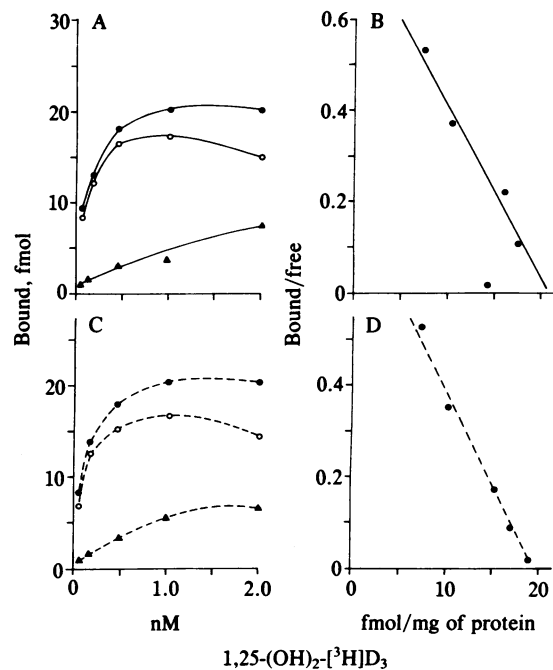 A
30
20
10
0
Bound, fmol
B
0.6
0.4
0.2
0
Bound/free
C
20
10
0
0
1.0
2.0
nM
D
0.4
0.2
0
0
10
20
fmol/mg of protein
1,25-(OH)₂-[³H]D₃